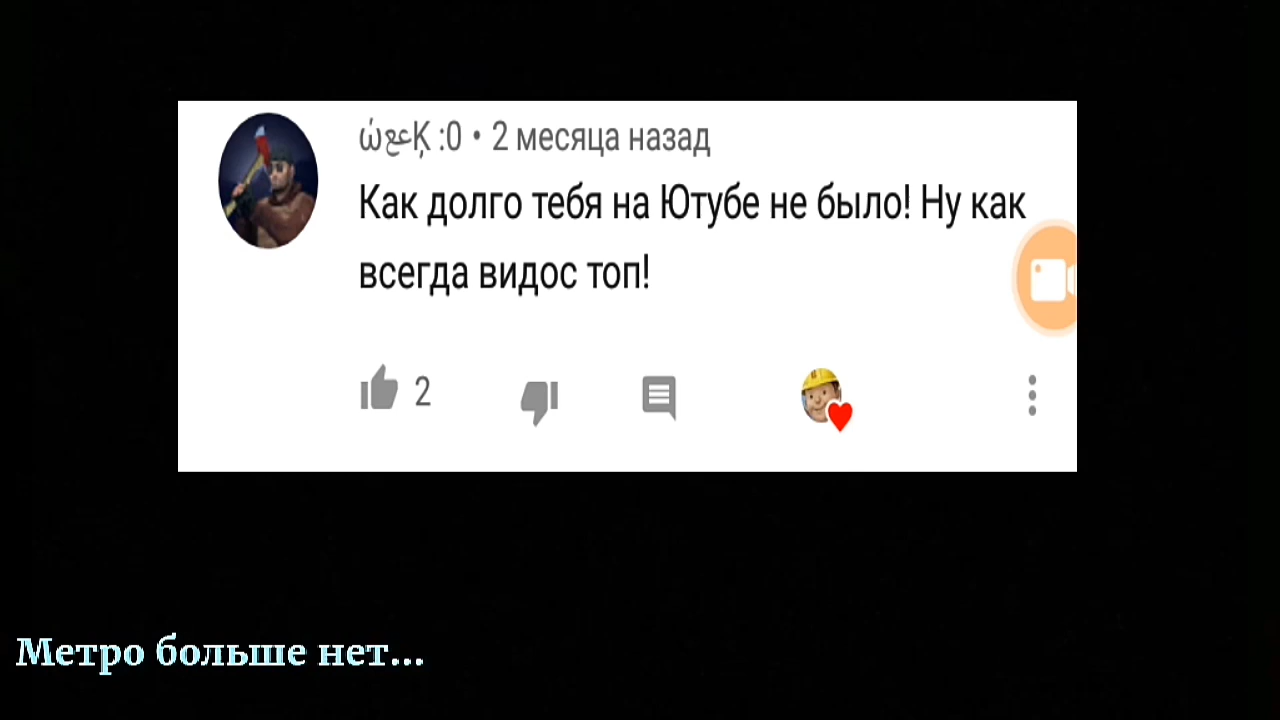 ώععҚ :0 • 2 месяца назад
Как долго тебя на Ютубе не было! Ну как
всегда видос топ!
2
Метро больше нет...